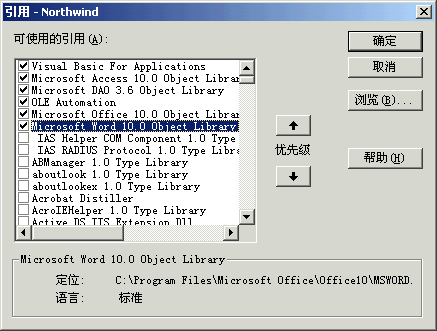 引用 - Northwind
可使用的引用(A):
Visual Basic For Applications
Microsoft Access 10.0 Object Librar
Microsoft DAO 3.6 Object Library
OLE Automation
Microsoft Office 10.0 Object Librar
Microsoft Word 10.0 Object Library
IAS Helper COM Component 1.0 Type
IAS RADIUS Protocol 1.0 Type Libra
ABManager 1.0 Type Library
aboutlook 1.0 Type Library
aboutlookex 1.0 Type Library
Acrobat Distiller
AcroIEHelper 1.0 Type Library
Active DS IIS Extension Dll
优先级
确定
取消
浏览(B)...
帮助(H)
Microsoft Word 10.0 Object Library
定位: C:\Program Files\Microsoft Office\Office10\MSWORD.
语言: 标准